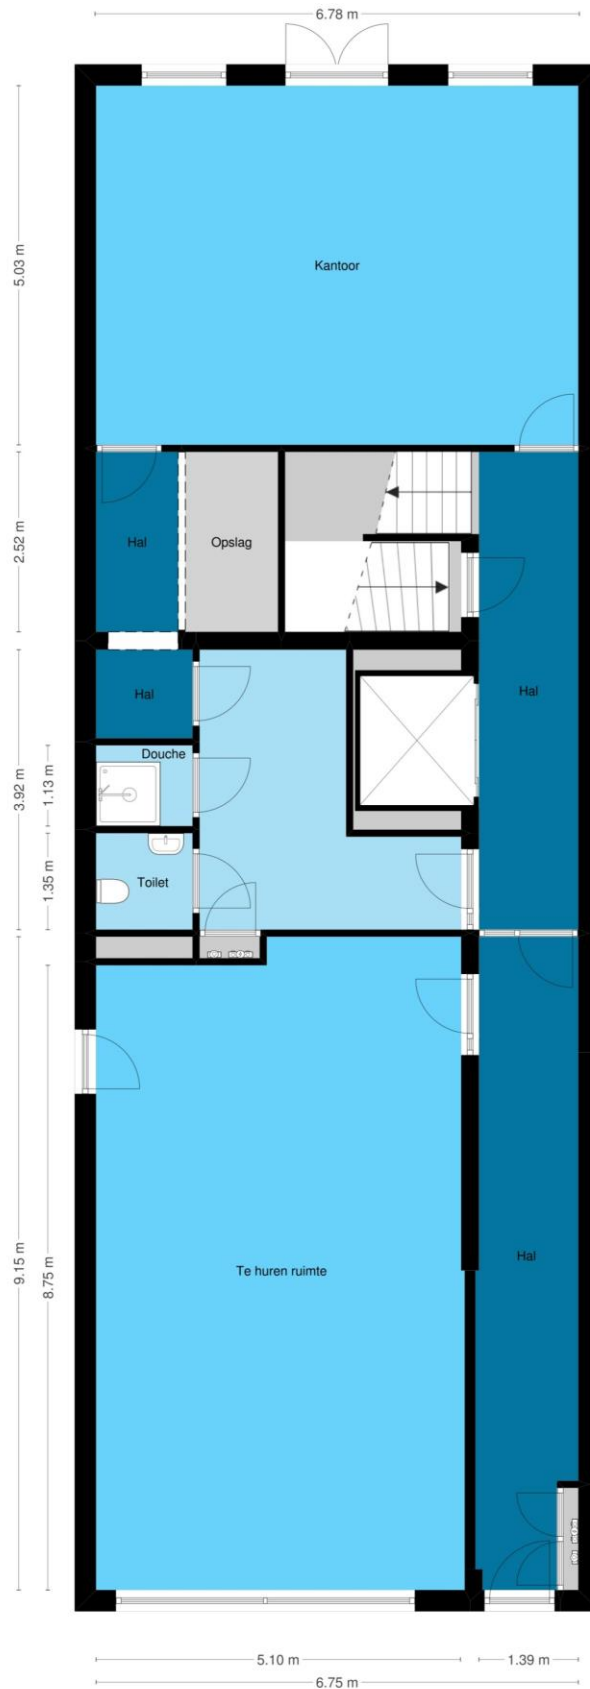 6.78 m
5.03 m
Kantoor
2.52 m
Hal
Opslag
Hal
Hal
3.92 m
1.13 m
Douche
1.35 m
Toilet
9.15 m
8.75 m
Te huren ruimte
Hal
5.10 m
1.39 m
6.75 m